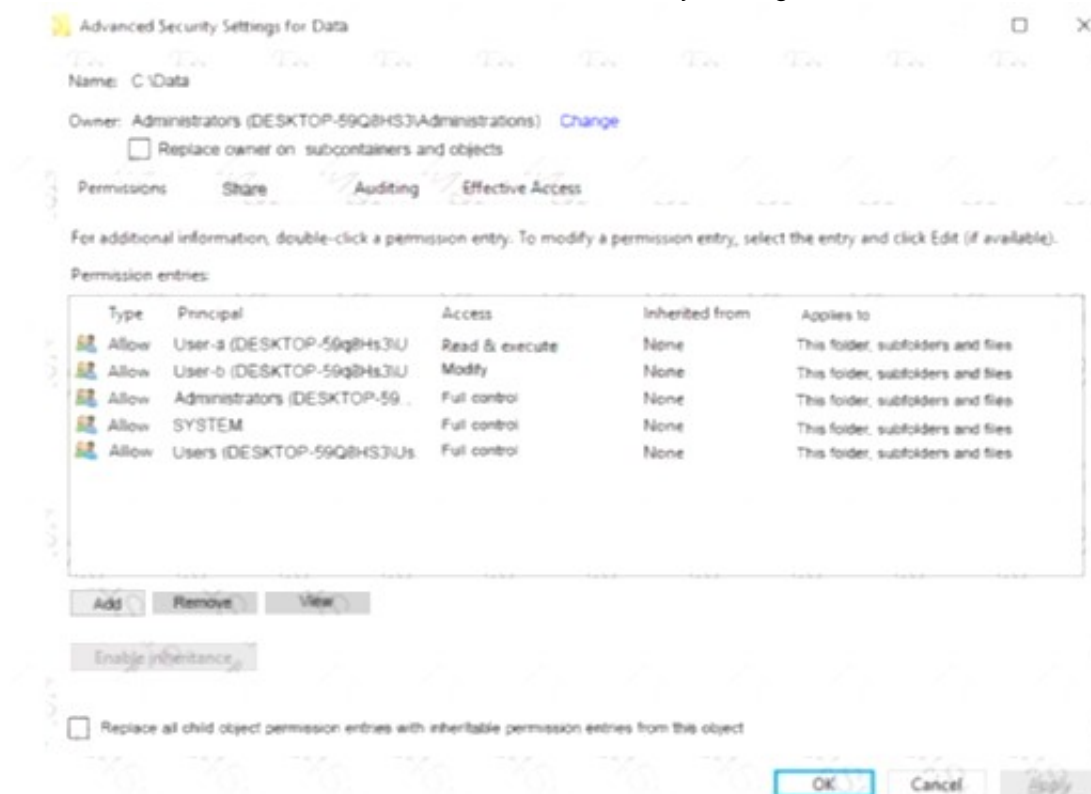 Advanced Security Settings for Data
Name: C:\Data
Owner: Administrators (DESKTOP-59Q8HS3\Administrations) Change
Replace owner on subcontainers and objects
Permissions Share Auditing Effective Access
For additional information, double-click a permission entry. To modify a permission entry, select the entry and click Edit (if available).
Permission entries:
Type Principal Access Inherited from Applies to
Allow User-a (DESKTOP-59q8Hs3\U Read & execute None This folder, subfolders and files
Allow User-b (DESKTOP-59q8Hs3\U Modify None This folder, subfolders and files
Allow Administrators (DESKTOP-59... Full control None This folder, subfolders and files
Allow SYSTEM Full control None This folder, subfolders and files
Allow Users (DESKTOP-59Q8HS3\Us Full control None This folder, subfolders and files
Add Remove View
Enable inheritance
Replace all child object permission entries with inheritable permission entries from this object
OK Cancel Apply